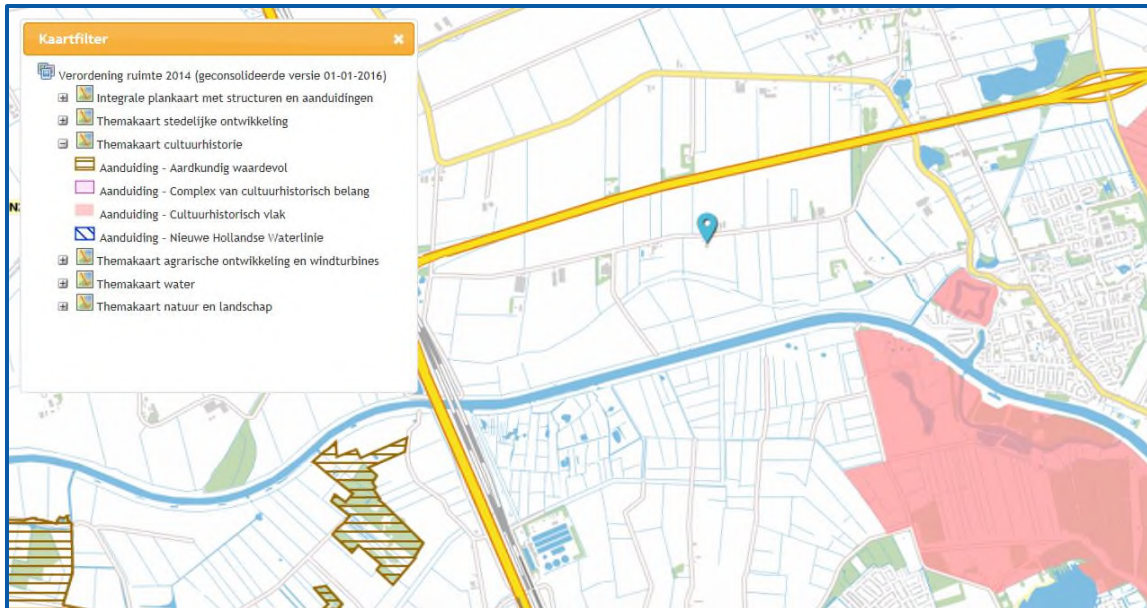 Kaartfilter
Verordening ruimte 2014 (geconsolideerde versie 01-01-2016)
Integrale plankaart met structuren en aanduidingen
Themakaart stedelijke ontwikkeling
Themakaart cultuurhistorie
Aanduiding - Aardkundig waardevol
Aanduiding - Complex van cultuurhistorisch belang
Aanduiding - Cultuurhistorisch vlak
Aanduiding - Nieuwe Hollandse Waterlinie
Themakaart agrarische ontwikkeling en windturbines
Themakaart water
Themakaart natuur en landschap